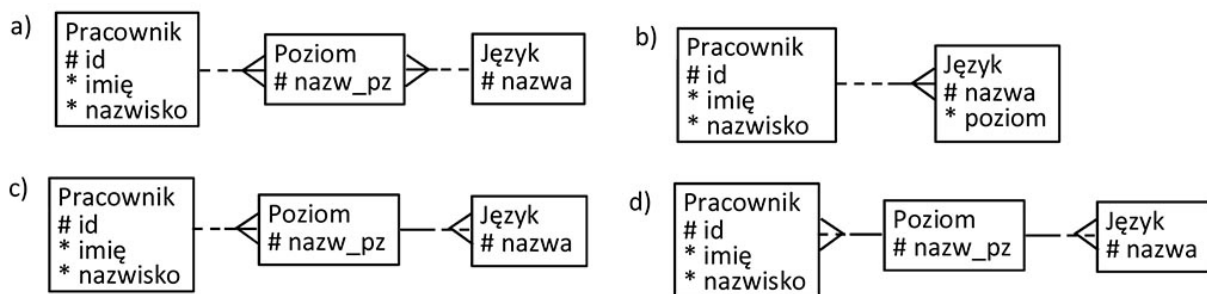 a)
Pracownik
# id
* imię
* nazwisko
Poziom
# nazw_pz
Język
# nazwa
b)
Pracownik
# id
* imię
* nazwisko
Język
# nazwa
* poziom
c)
Pracownik
# id
* imię
* nazwisko
Poziom
# nazw_pz
Język
# nazwa
d)
Pracownik
# id
* imię
* nazwisko
Poziom
# nazw_pz
Język
# nazwa